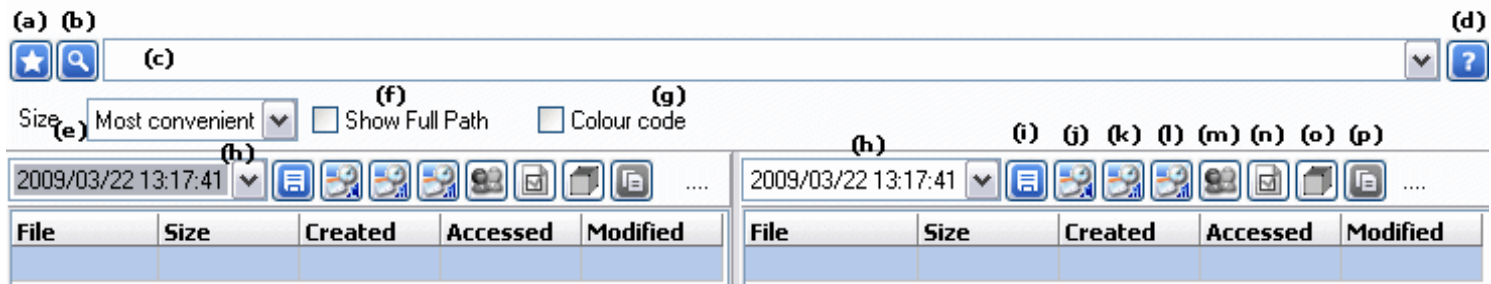 (a) (b) (d)
(c) ?
(f) (g)
Size (e) Most convenient Show Full Path Colour code
(h) (h) (i) (j) (k) (l) (m) (n) (o) (p)
2009/03/22 13:17:41 .... 2009/03/22 13:17:41 ....
File Size Created Accessed Modified File Size Created Accessed Modified